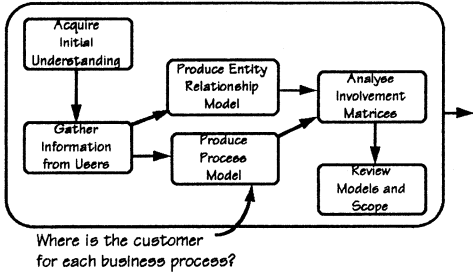 Acquire
Initial
Understanding
Gather
Information
from Users
Produce Entity
Relationship
Model
Produce
Process
Model
Analyse
Involvement
Matrices
Review
Models and
Scope
Where is the customer
for each business process?